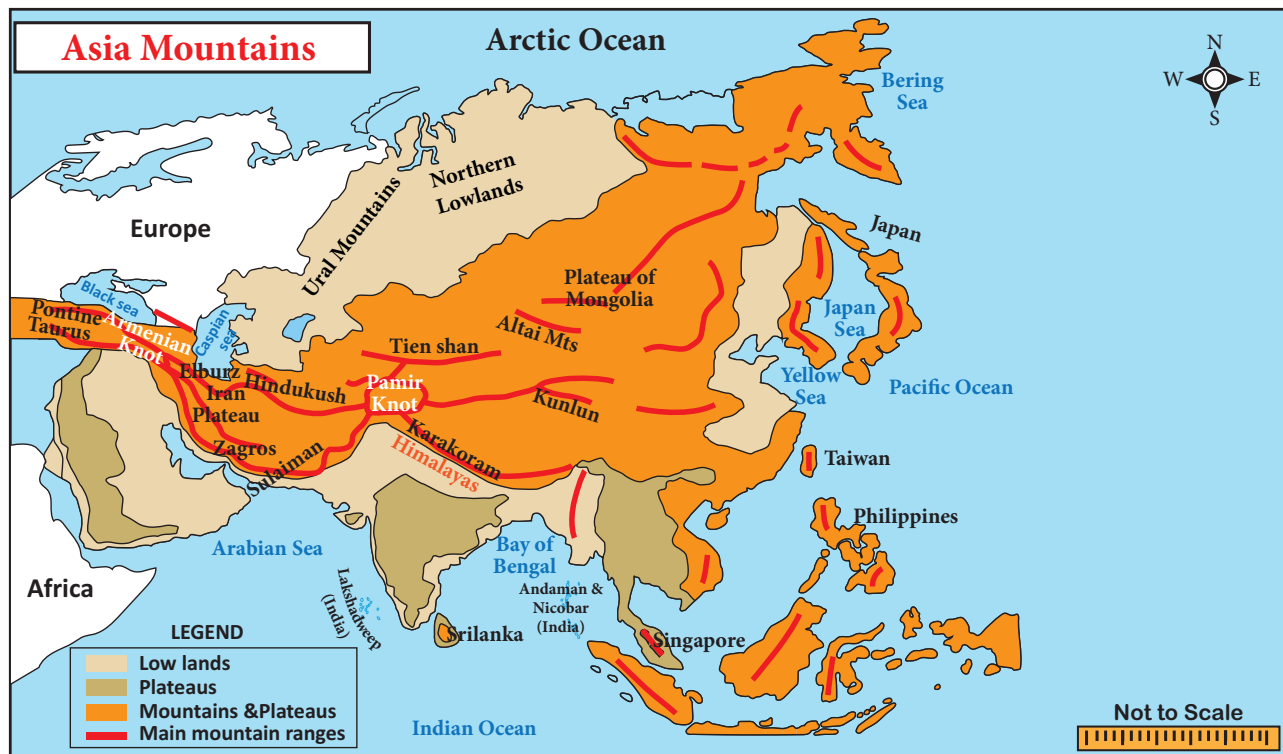 Asia Mountains
Arctic Ocean
N
W
E
S
Bering
Sea
Northern
Lowlands
Ural Mountains
Europe
Japan
Black sea
Caspian
sea
Plateau of
Mongolia
Pontine
Taurus
Armenian
Knot
Altai Mts
Japan
Sea
Tien shan
Elburz
Hindukush
Iran
Plateau
Pamir
Knot
Kunlun
Yellow
Sea
Pacific Ocean
Zagros
Sulaiman
Karakoram
Himalayas
Taiwan
Philippines
Arabian Sea
Bay of
Bengal
Africa
Lakshadweep
(India)
Andaman &
Nicobar
(India)
Srilanka
Singapore
LEGEND
Low lands
Plateaus
Mountains &Plateaus
Main mountain ranges
Indian Ocean
Not to Scale